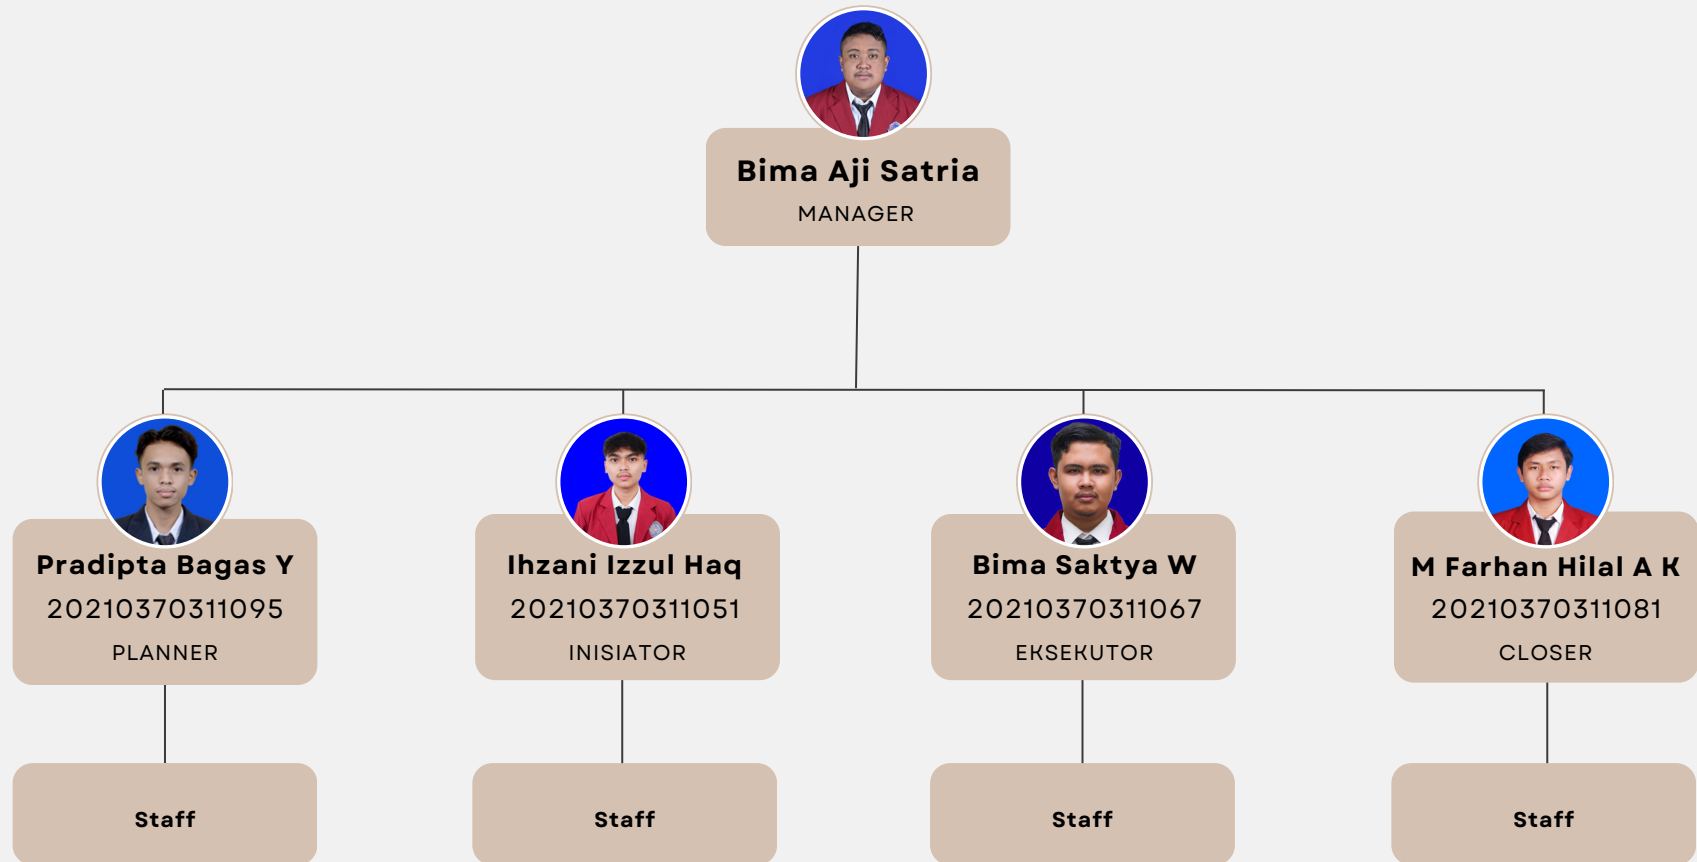 Bima Aji Satria
MANAGER
Pradipta Bagas Y
20210370311095
PLANNER
Ihzani Izzul Haq
20210370311051
INISIATOR
Bima Saktya W
20210370311067
EKSEKUTOR
M Farhan Hilal A K
20210370311081
CLOSER
Staff
Staff
Staff
Staff